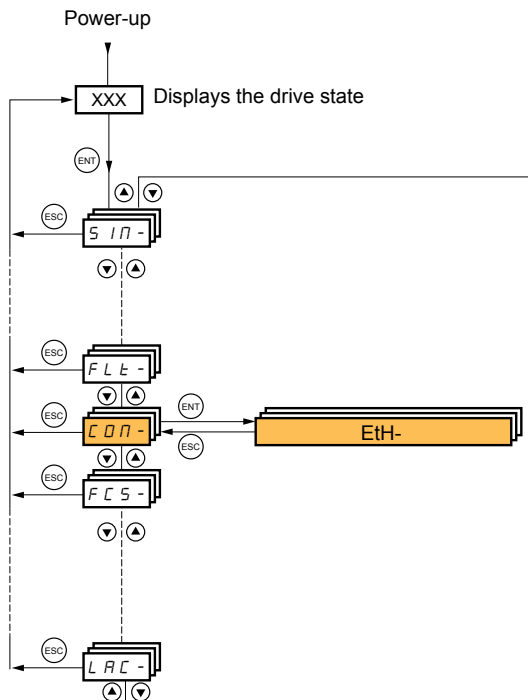 Power-up
XXX Displays the drive state
ENT
ESC
SIM-
ESC
FLt-
ENT
ESC
COM-
EtH-
ESC
ESC
FCS-
ESC
LAC-